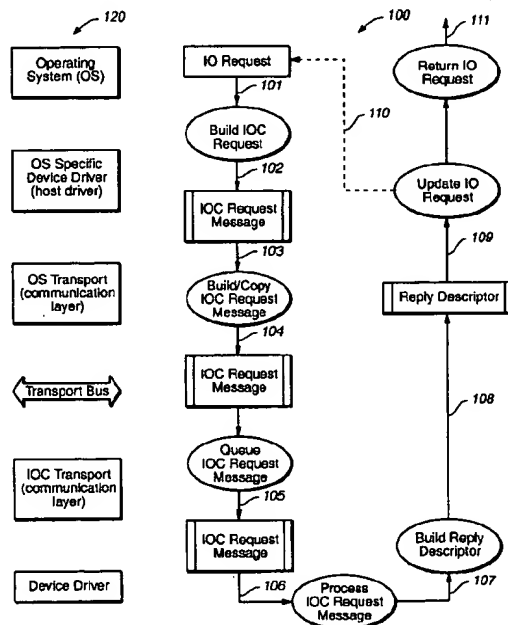 120
Operating
System (OS)
OS Specific
Device Driver
(host driver)
OS Transport
(communication
layer)
Transport Bus
IOC Transport
(communication
layer)
Device Driver
100
IO Request
101
Build IOC
Request
102
IOC Request
Message
103
Build/Copy
IOC Request
Message
104
IOC Request
Message
Queue
IOC Request
Message
105
IOC Request
Message
106
Process
IOC Request
Message
107
Build Reply
Descriptor
108
Reply Descriptor
109
Update IO
Request
110
Return IO
Request
111